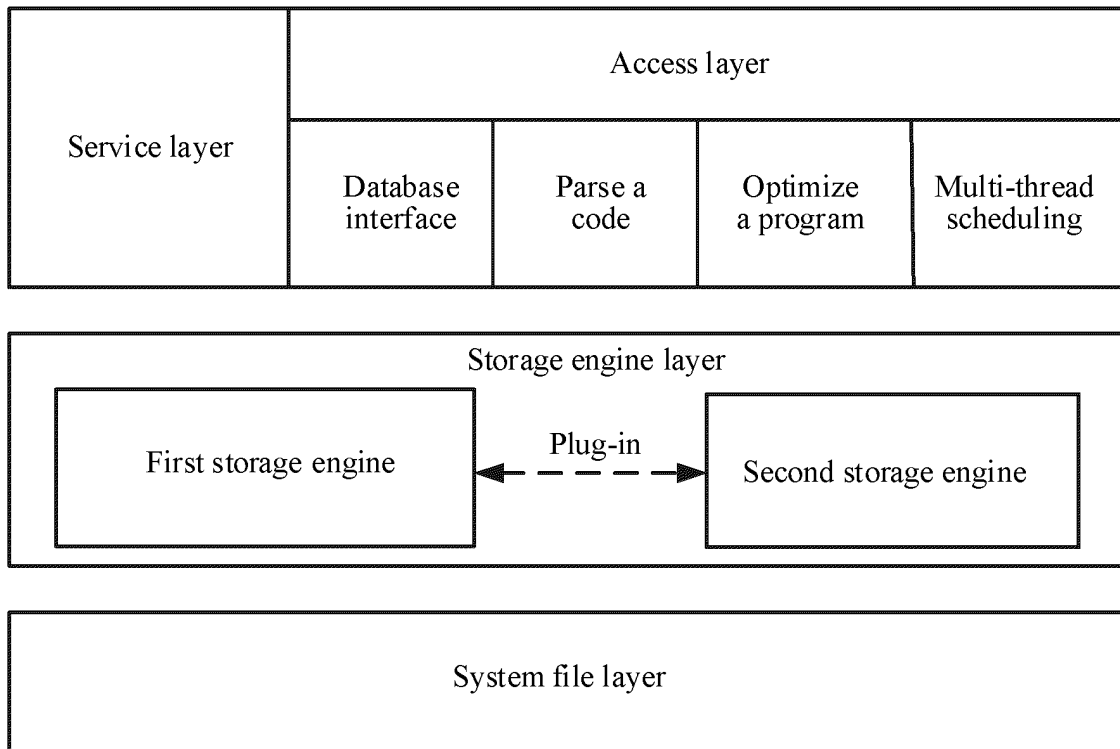 Service layer
Access layer
Database
interface
Parse a
code
Optimize
a program
Multi-thread
scheduling
Storage engine layer
First storage engine
Plug-in
Second storage engine
System file layer